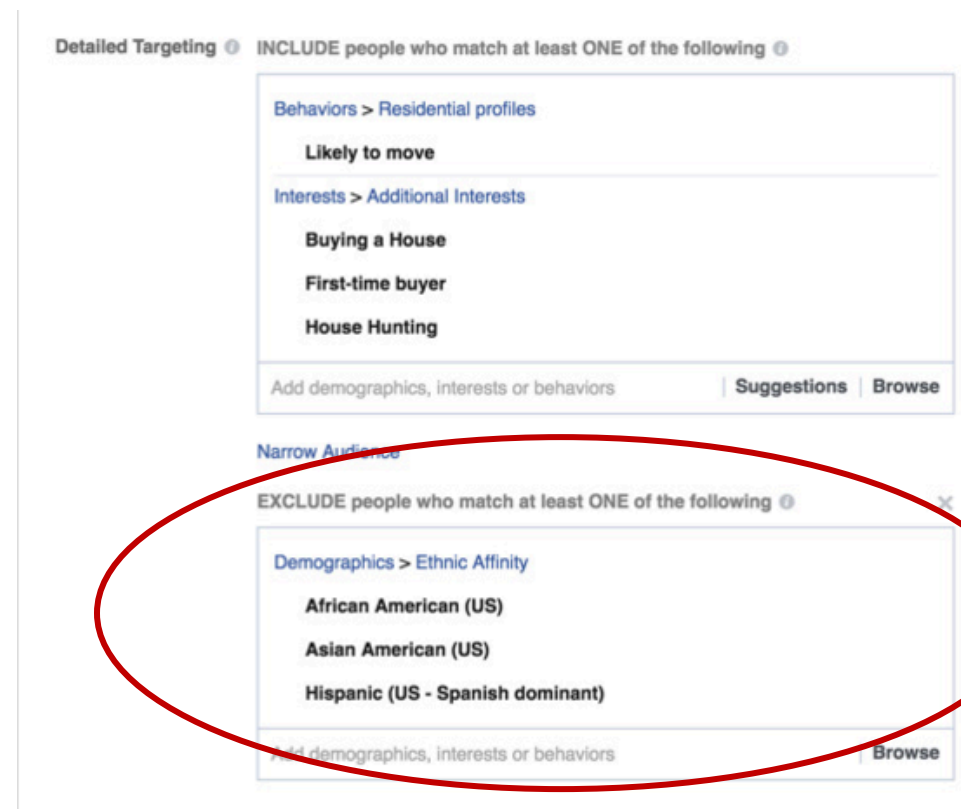 Detailed Targeting INCLUDE people who match at least ONE of the following
Behaviors > Residential profiles
Likely to move
Interests > Additional Interests
Buying a House
First-time buyer
House Hunting
Add demographics, interests or behaviors | Suggestions | Browse
Narrow Audience
EXCLUDE people who match at least ONE of the following
Demographics > Ethnic Affinity
African American (US)
Asian American (US)
Hispanic (US - Spanish dominant)
Add demographics, interests or behaviors | Browse